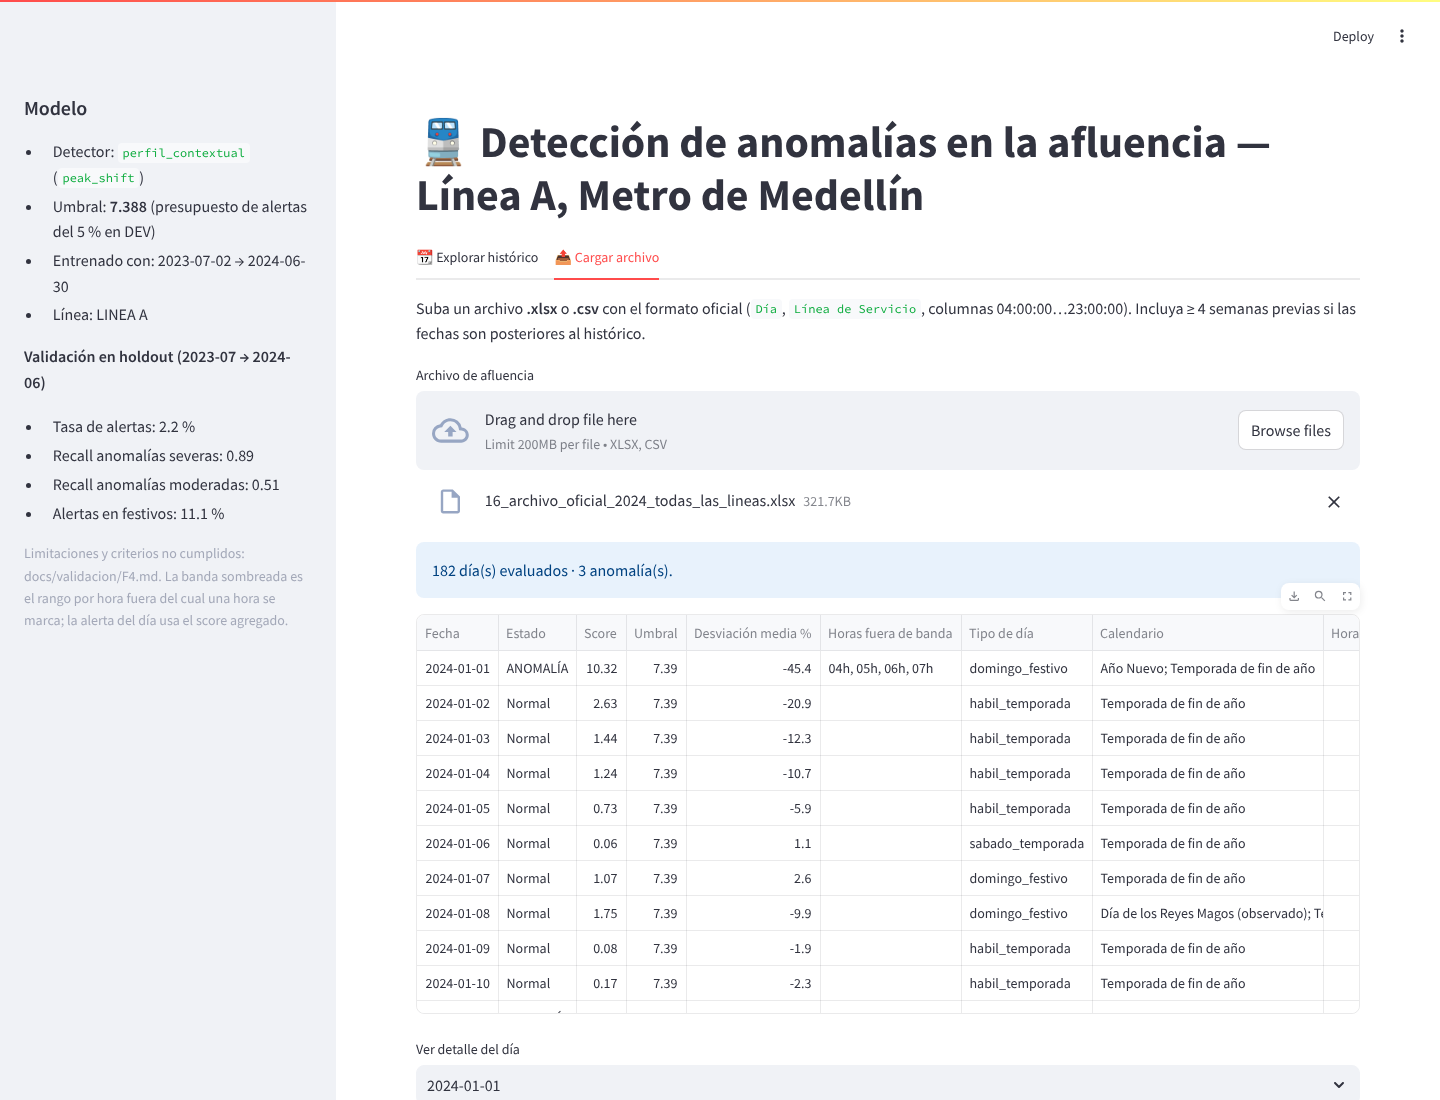 Deploy
Modelo
Detector: perfil_contextual
(peak_shift)
Umbral: 7.388 (presupuesto de alertas
del 5 % en DEV)
Entrenado con: 2023-07-02 → 2024-06-
30
Línea: LINEA A
Validación en holdout (2023-07 → 2024-
06)
Tasa de alertas: 2.2 %
Recall anomalías severas: 0.89
Recall anomalías moderadas: 0.51
Alertas en festivos: 11.1 %
Limitaciones y criterios no cumplidos:
docs/validacion/F4.md. La banda sombreada es
el rango por hora fuera del cual una hora se
marca; la alerta del día usa el score agregado.
Detección de anomalías en la afluencia —
Línea A, Metro de Medellín
Explorar histórico Cargar archivo
Suba un archivo .xlsx o .csv con el formato oficial (Día, Línea de Servicio, columnas 04:00:00…23:00:00). Incluya ≥ 4 semanas previas si las
fechas son posteriores al histórico.
Archivo de afluencia
Drag and drop file here
Limit 200MB per file • XLSX, CSV
Browse files
16_archivo_oficial_2024_todas_las_lineas.xlsx 321.7KB
182 día(s) evaluados · 3 anomalía(s).
Fecha Estado Score Umbral Desviación media % Horas fuera de banda Tipo de día Calendario Hora
2024-01-01 ANOMALÍA 10.32 7.39 -45.4 04h, 05h, 06h, 07h domingo_festivo Año Nuevo; Temporada de fin de año
2024-01-02 Normal 2.63 7.39 -20.9 habil_temporada Temporada de fin de año
2024-01-03 Normal 1.44 7.39 -12.3 habil_temporada Temporada de fin de año
2024-01-04 Normal 1.24 7.39 -10.7 habil_temporada Temporada de fin de año
2024-01-05 Normal 0.73 7.39 -5.9 habil_temporada Temporada de fin de año
2024-01-06 Normal 0.06 7.39 1.1 sabado_temporada Temporada de fin de año
2024-01-07 Normal 1.07 7.39 2.6 domingo_festivo Temporada de fin de año
2024-01-08 Normal 1.75 7.39 -9.9 domingo_festivo Día de los Reyes Magos (observado); Te
2024-01-09 Normal 0.08 7.39 -1.9 habil_temporada Temporada de fin de año
2024-01-10 Normal 0.17 7.39 -2.3 habil_temporada Temporada de fin de año
Ver detalle del día
2024-01-01